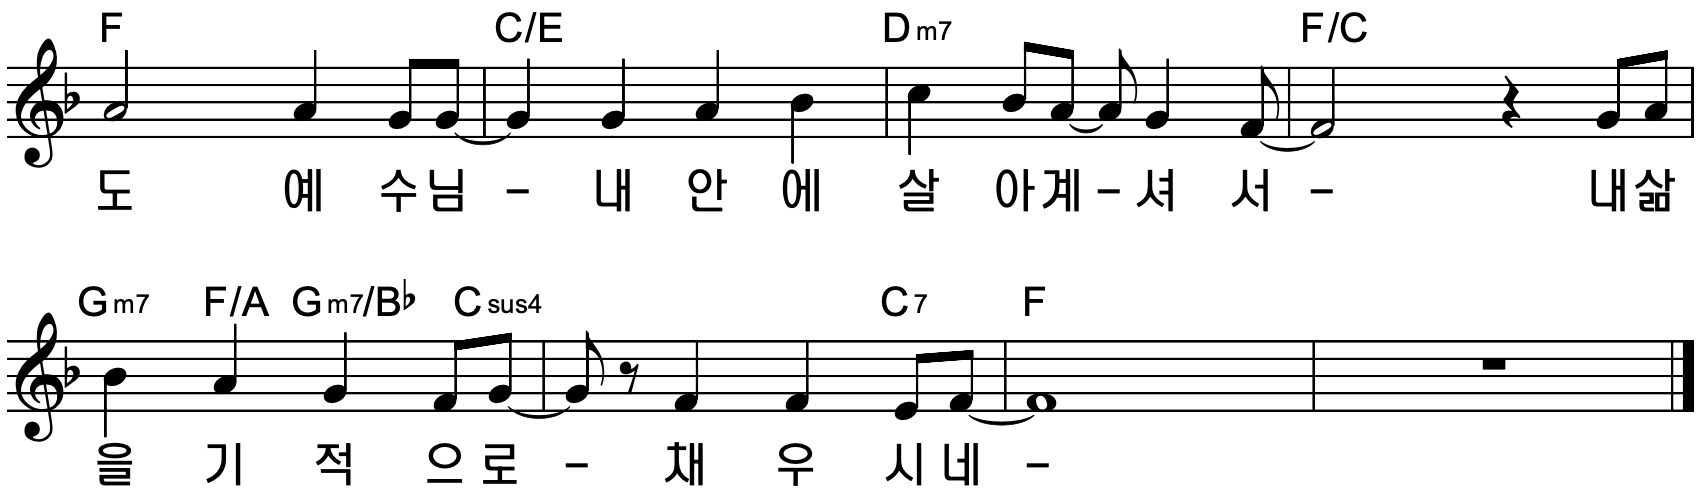 F C/E Dm7 F/C
도 예 수 님 - 내 안 에 살 아 계 - 셔 서 - 내 삶
Gm7 F/A Gm7/B♭ Csus4 C7 F
을 기 적 으 로 - 채 우 시 네 -